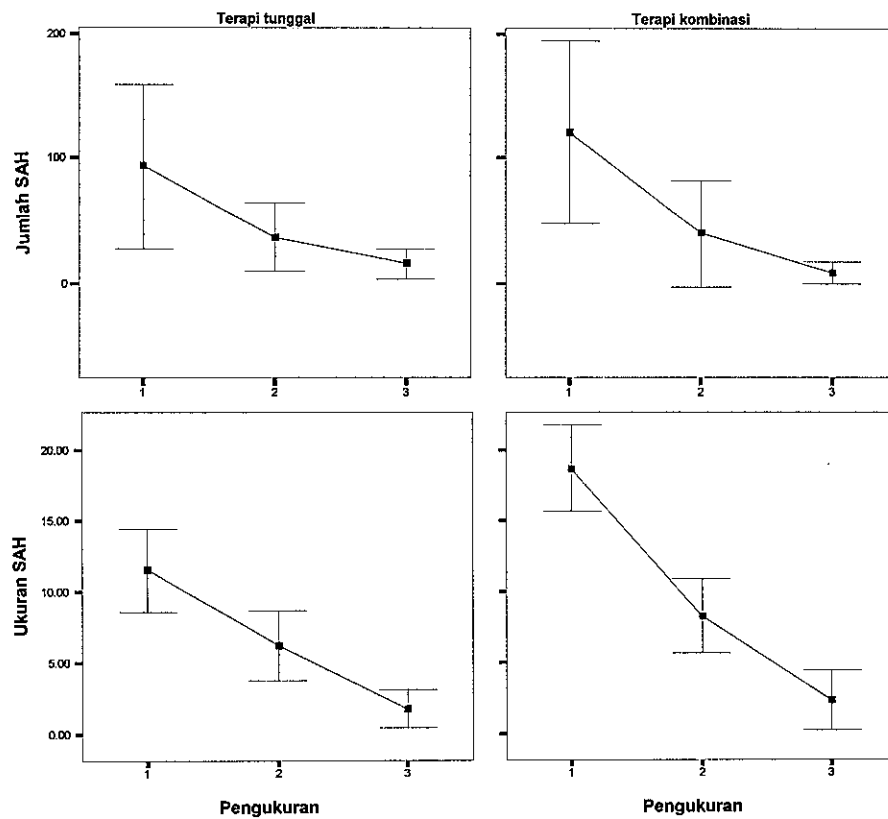 Terapi tunggal
Terapi kombinasi
Jumlah SAH
200
100
0
1 2 3
1 2 3
Ukuran SAH
20.00
15.00
10.00
5.00
0.00
1 2 3
1 2 3
Pengukuran
Pengukuran